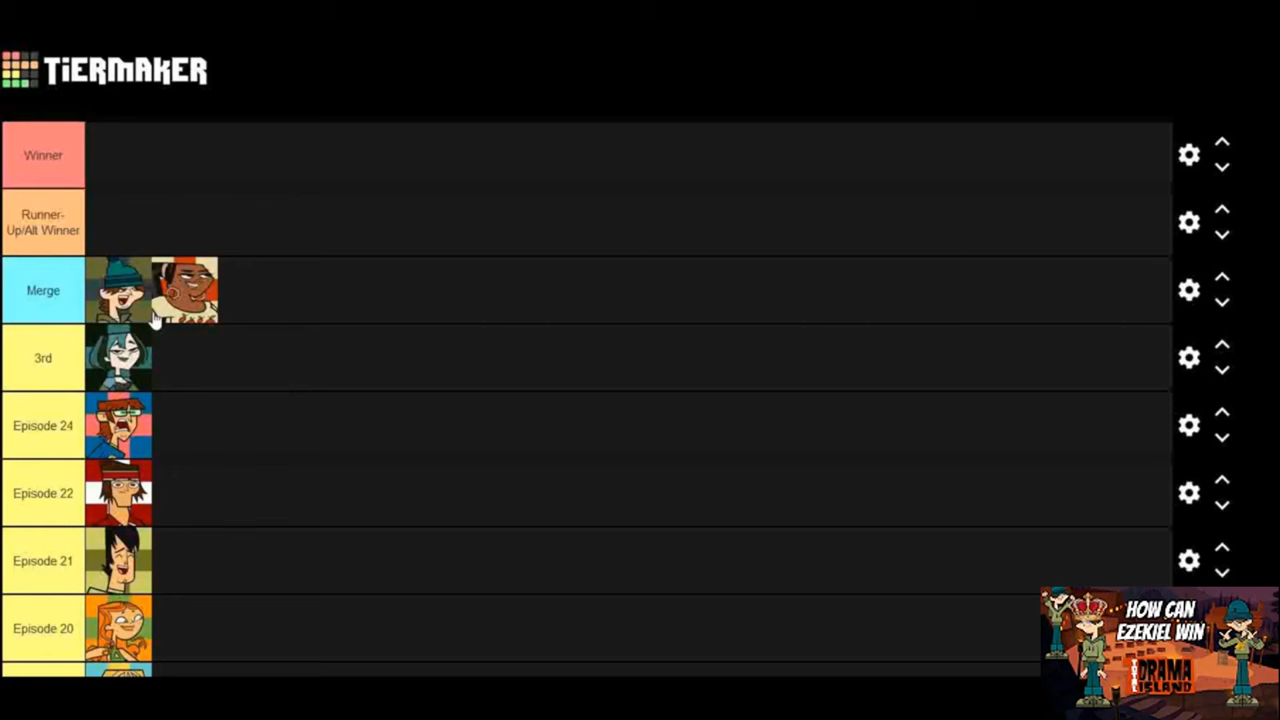 TiERMAKER
Winner
Runner-
Up/Alt Winner
Merge
3rd
Episode 24
Episode 22
Episode 21
Episode 20
HOW CAN
EZEKIEL WIN
TOTAL
DRAMA
ISLAND